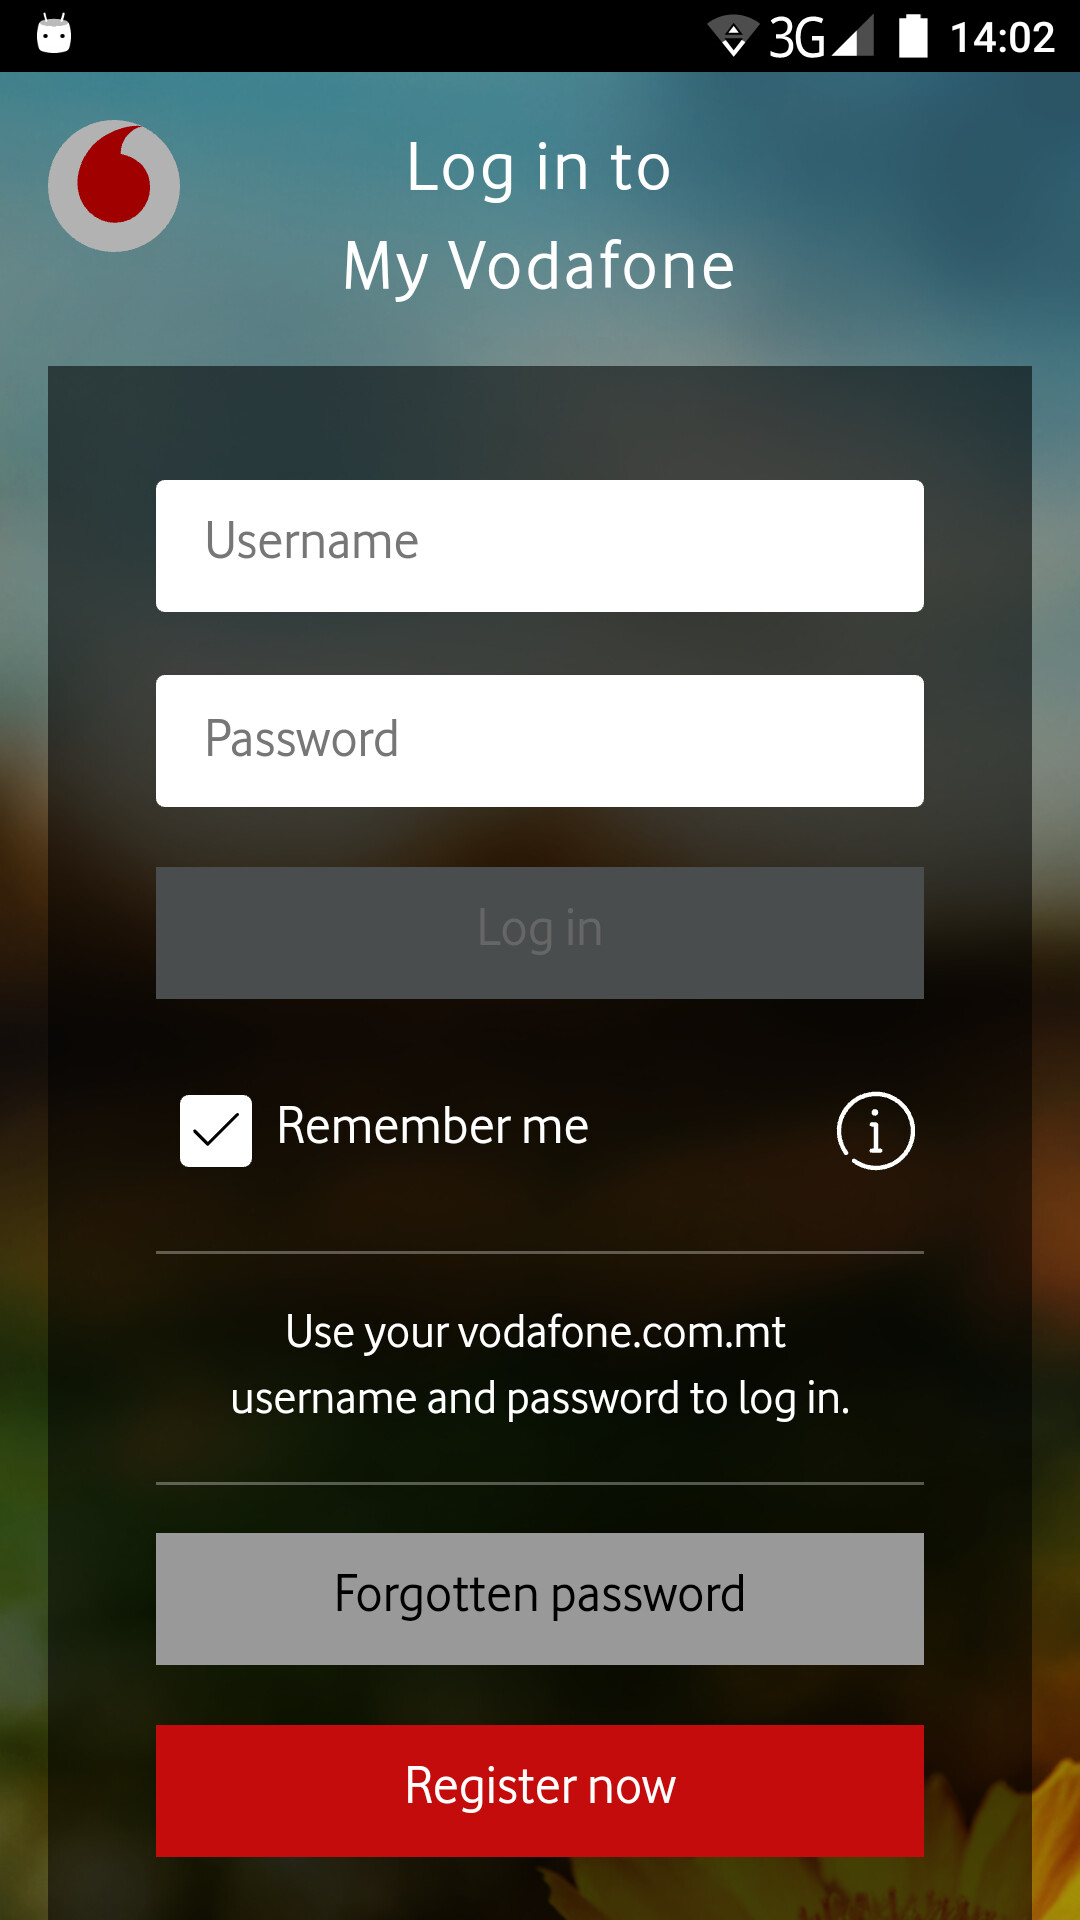 3G 14:02
Log in to
My Vodafone
Username
Password
Log in
Remember me
Use your vodafone.com.mt
username and password to log in.
Forgotten password
Register now